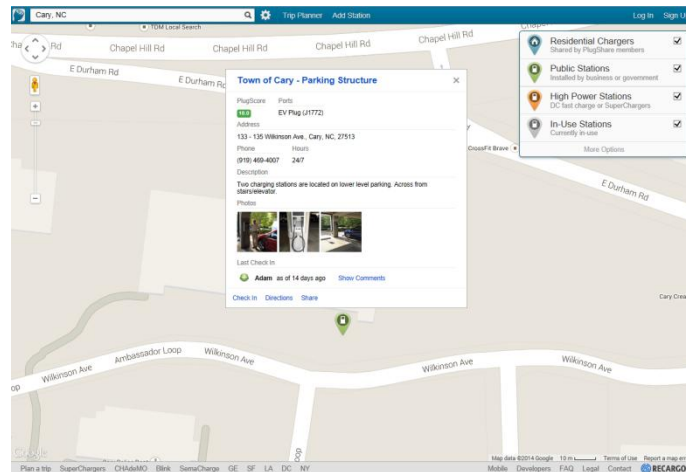 Cary, NC
Trip Planner Add Station
Log In Sign U
TDM Local Search
Chapel Hill Rd
Chapel Hill Rd
Chapel Hill Rd
Chapel Hill Rd
E Durham Rd
E Durham Rd
E Durham Rd
CrossFit Brave
Residential Chargers
Shared by PlugShare members
Public Stations
Installed by business or government
High Power Stations
DC fast charge or SuperChargers
In-Use Stations
Currently in-use
More Options
Town of Cary - Parking Structure
PlugScore Ports
10.0 EV Plug (J1772)
Address
133 - 135 Wilkinson Ave., Cary, NC, 27513
Phone Hours
(919) 469-4007 24/7
Description
Two charging stations are located on lower level parking. Across from
stairs/elevator.
Photos
Last Check In
Adam as of 14 days ago Show Comments
Check In Directions Share
Cary Crea
Ambassador Loop
Wilkinson Ave
Wilkinson Ave
Wilkinson Ave
Wilkinson Ave
op
Google
Map data ©2014 Google 10 m Terms of Use Report a map err
Plan a trip SuperChargers CHAdeMO Blink SemaCharge GE SF LA DC NY
Mobile Developers FAQ Legal Contact RECARGO